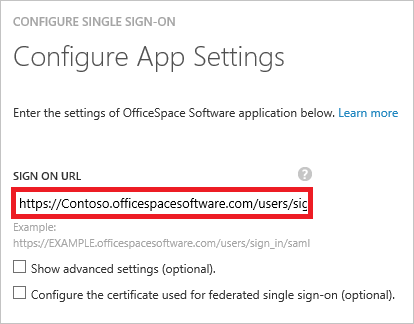 CONFIGURE SINGLE SIGN-ON
Configure App Settings
Enter the settings of OfficeSpace Software application below. Learn more
SIGN ON URL ?
https://Contoso.officespacesoftware.com/users/sig
Example:
https://EXAMPLE.officespacesoftware.com/users/sign_in/saml
Show advanced settings (optional).
Configure the certificate used for federated single sign-on (optional).